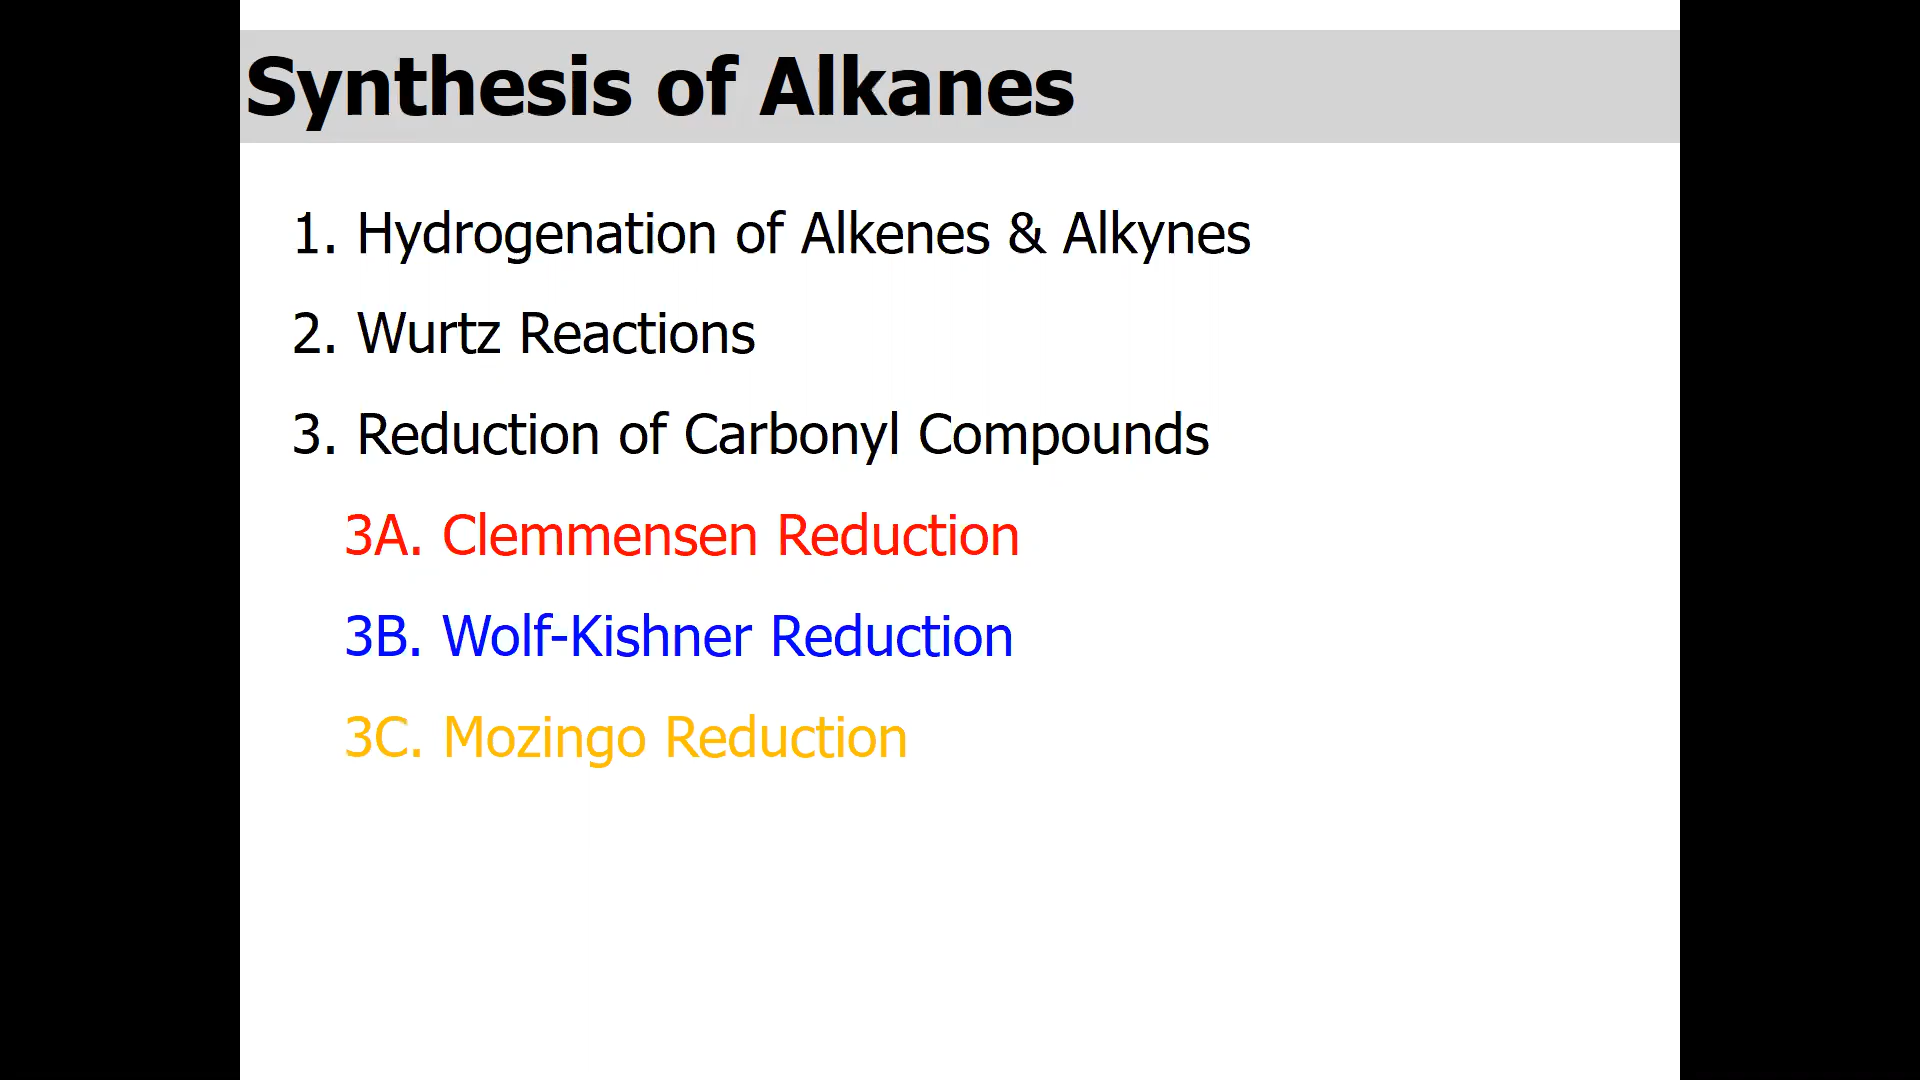 Synthesis of Alkanes
1. Hydrogenation of Alkenes & Alkynes
2. Wurtz Reactions
3. Reduction of Carbonyl Compounds
3A. Clemmensen Reduction
3B. Wolf-Kishner Reduction
3C. Mozingo Reduction